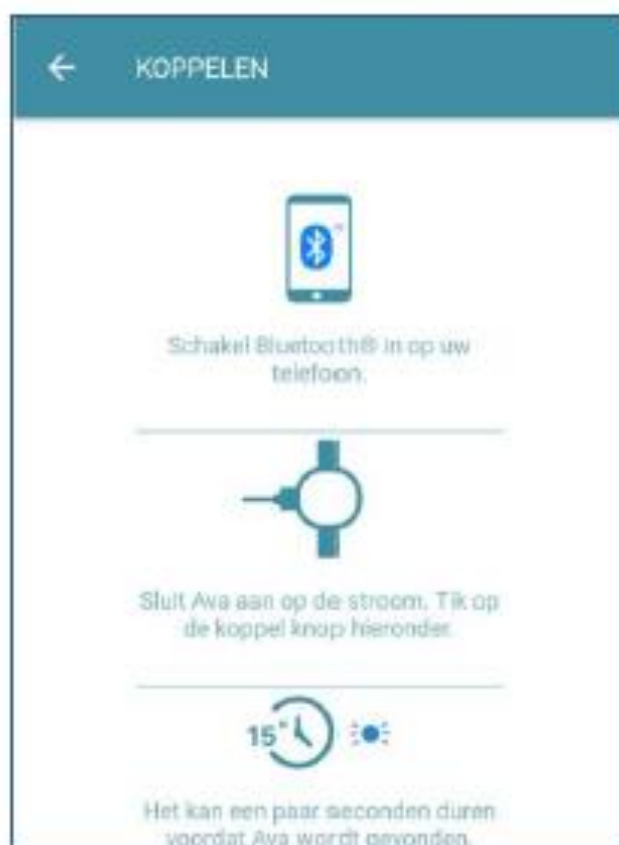 KOPPELEN
Schakel Bluetooth® in op uw
telefoon.
Sluit Ava aan op de stroom. Tik op
de koppel knop hieronder.
15"
Het kan een paar seconden duren
voordat Ava wordt gevonden.